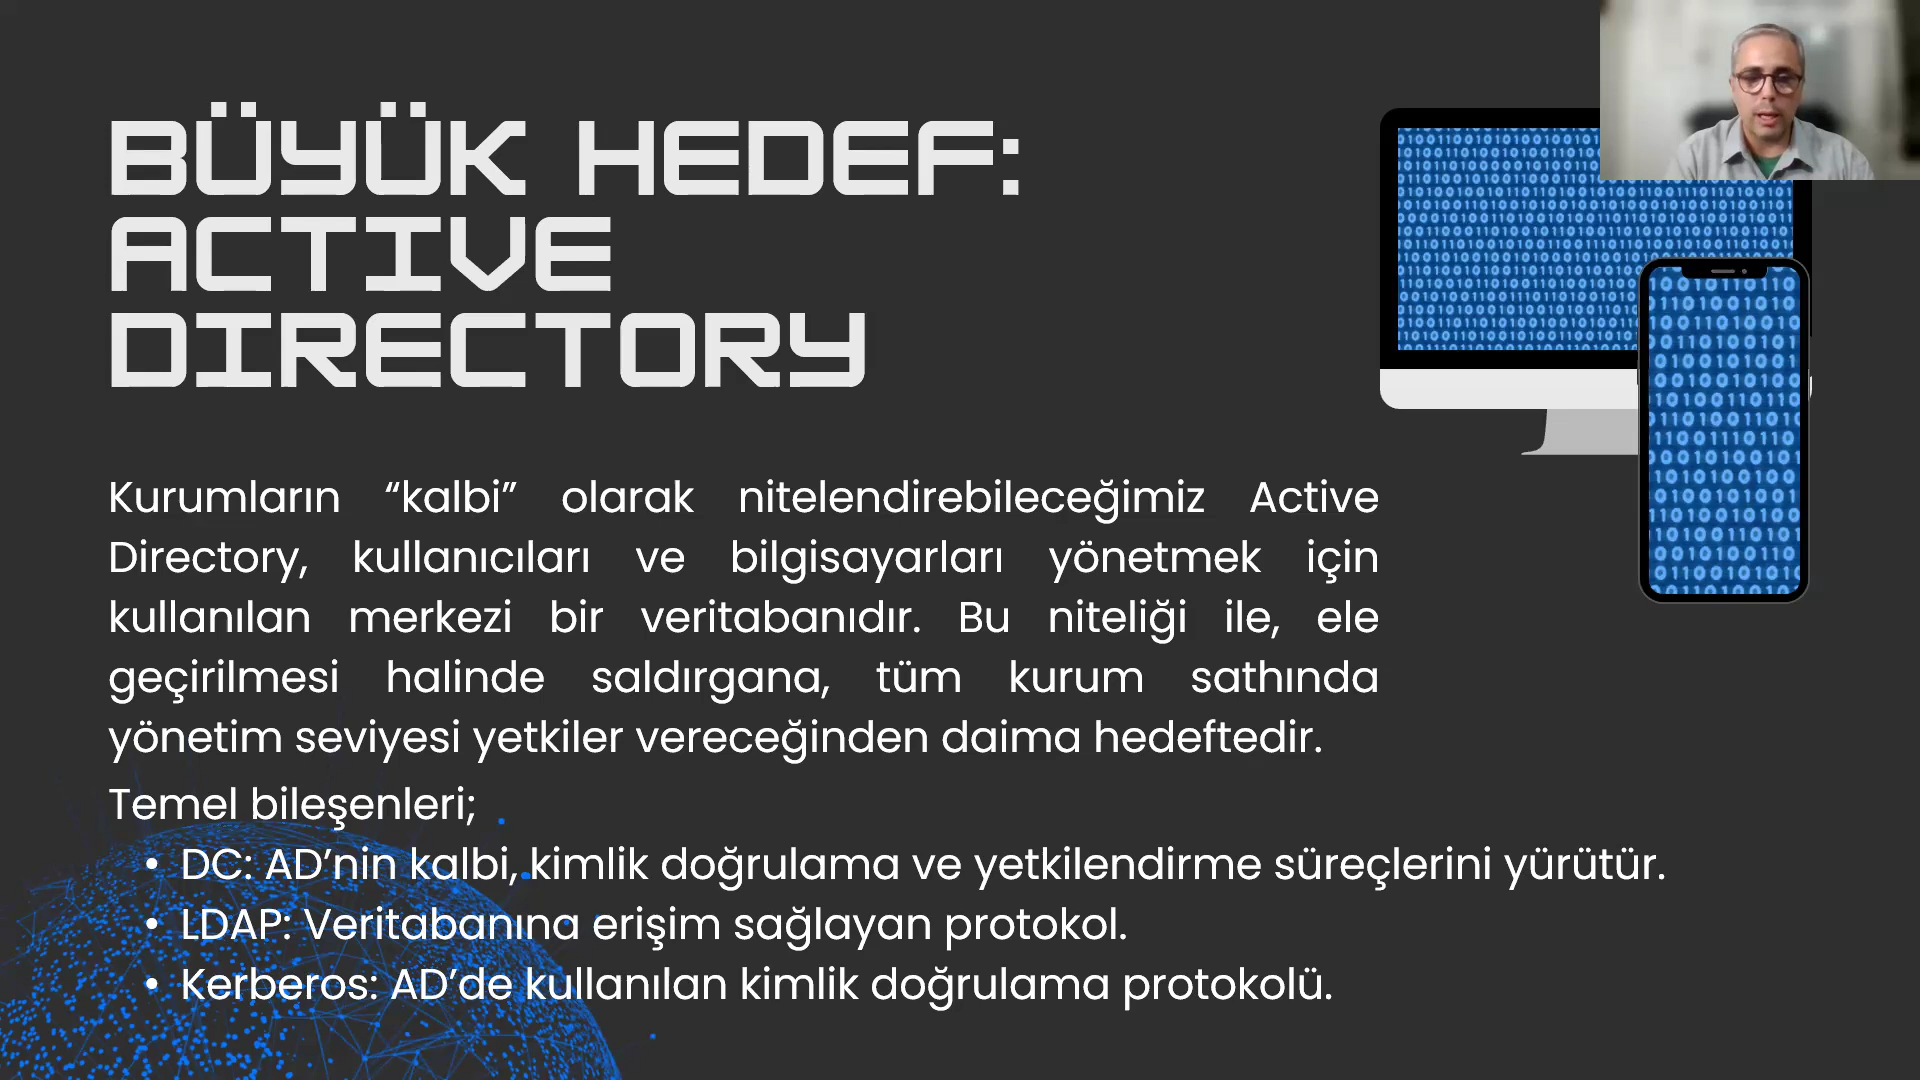 BÜYÜK HEDEF:
ACTIVE
DIRECTORY
Kurumların “kalbi” olarak nitelendirebileceğimiz Active
Directory, kullanıcıları ve bilgisayarları yönetmek için
kullanılan merkezi bir veritabanıdır. Bu niteliği ile, ele
geçirilmesi halinde saldırgana, tüm kurum sathında
yönetim seviyesi yetkiler vereceğinden daima hedeftedir.
Temel bileşenleri;
• DC: AD’nin kalbi, kimlik doğrulama ve yetkilendirme süreçlerini yürütür.
• LDAP: Veritabanına erişim sağlayan protokol.
• Kerberos: AD’de kullanılan kimlik doğrulama protokolü.